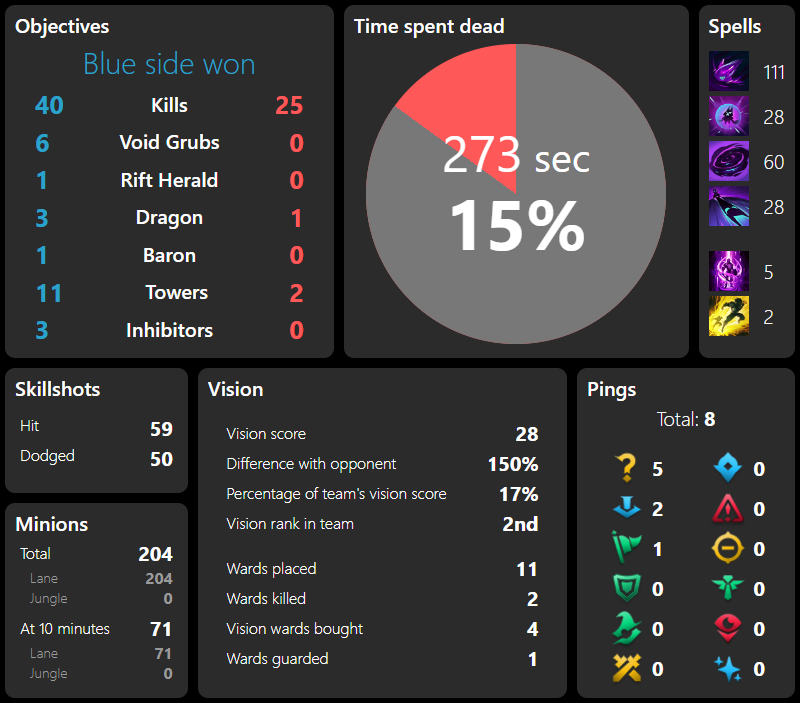 Objectives
Blue side won
40 Kills 25
6 Void Grubs 0
1 Rift Herald 0
3 Dragon 1
1 Baron 0
11 Towers 2
3 Inhibitors 0
Time spent dead
273 sec
15%
Spells
111
28
60
28
5
2
Skillshots
Hit 59
Dodged 50
Minions
Total 204
Lane 204
Jungle 0
At 10 minutes 71
Lane 71
Jungle 0
Vision
Vision score 28
Difference with opponent 150%
Percentage of team's vision score 17%
Vision rank in team 2nd
Wards placed 11
Wards killed 2
Vision wards bought 4
Wards guarded 1
Pings
Total: 8
5 0
2 0
1 0
0 0
0 0
0 0